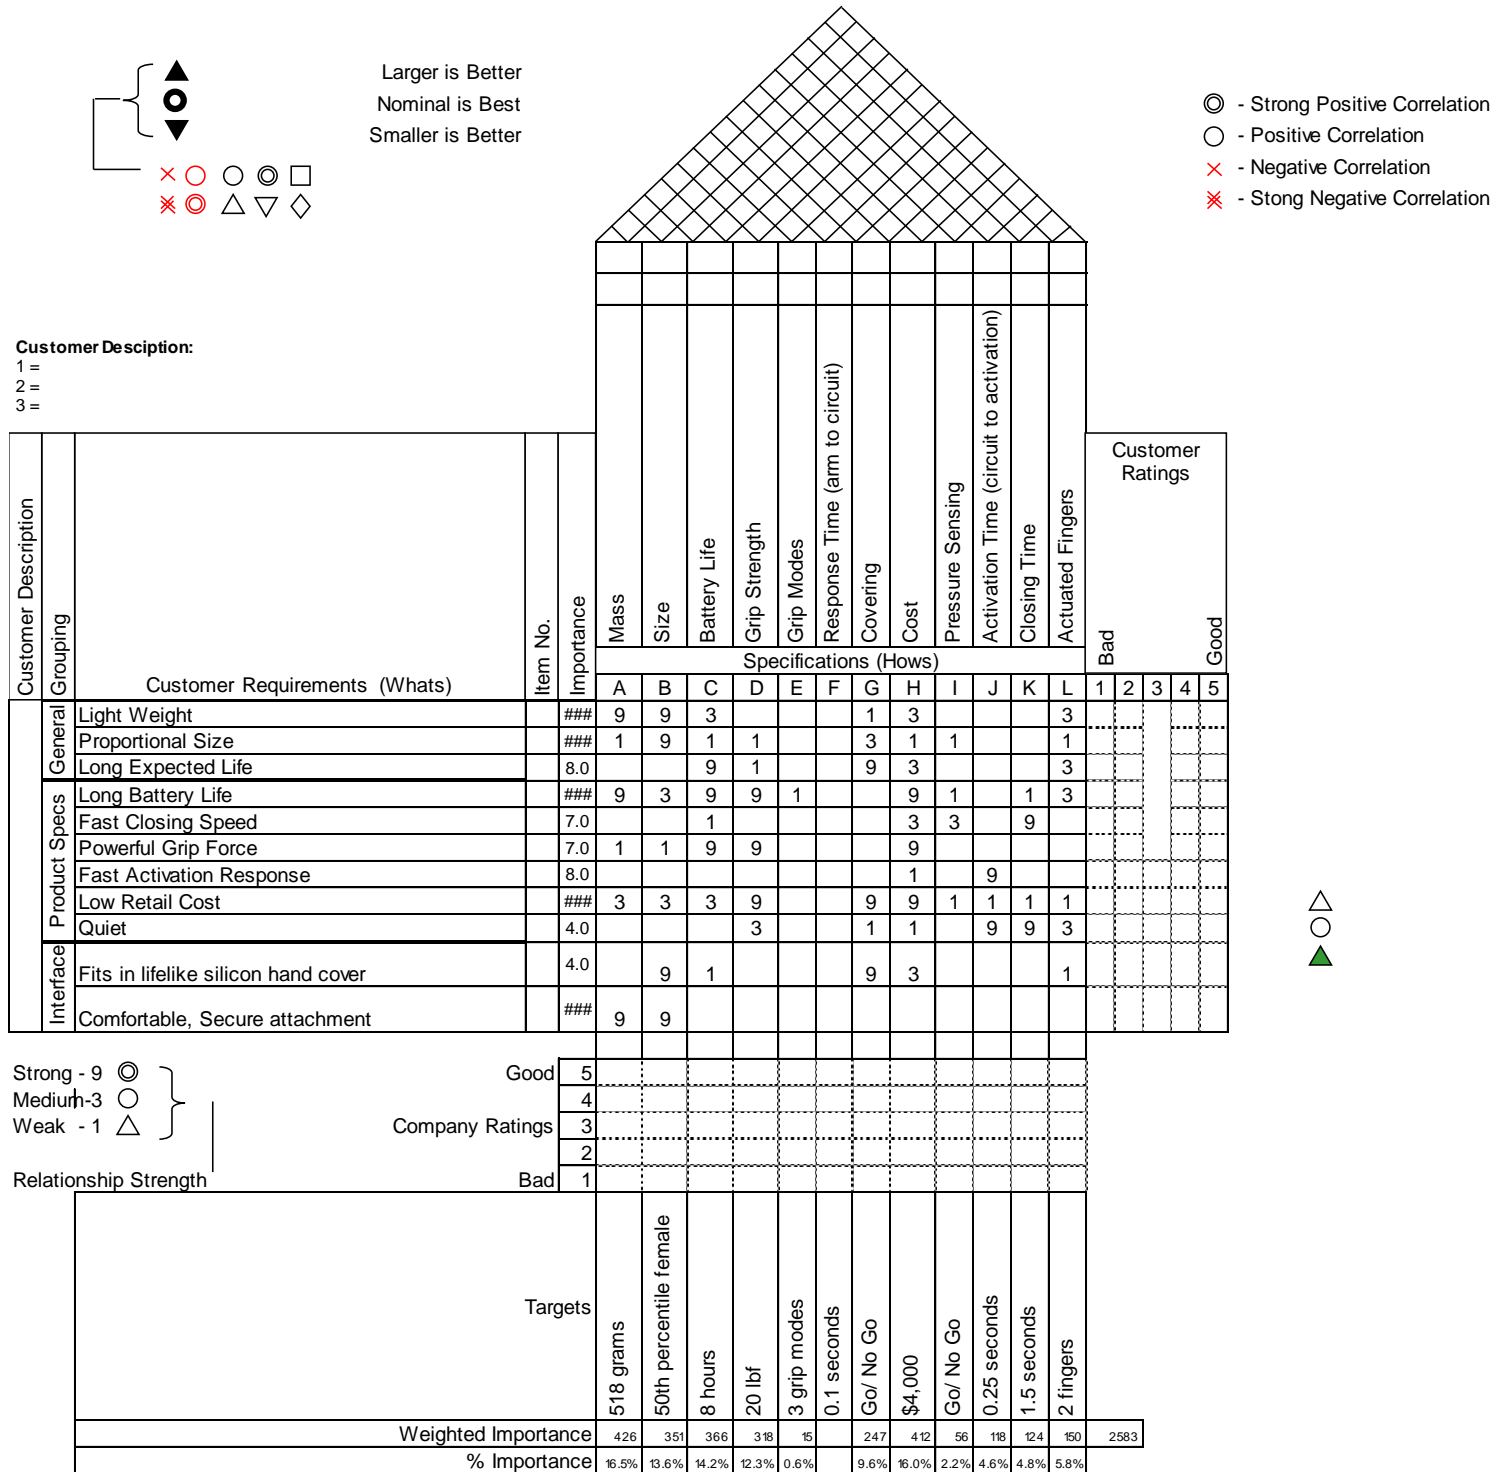 Larger is Better
Nominal is Best
Smaller is Better
- Strong Positive Correlation
- Positive Correlation
- Negative Correlation
- Stong Negative Correlation
Customer Desciption:
1 =
2 =
3 =
Customer Description
Grouping
Customer Requirements (Whats)
Item No.
Importance
Mass
Size
Battery Life
Grip Strength
Grip Modes
Response Time (arm to circuit)
Covering
Cost
Pressure Sensing
Activation Time (circuit to activation)
Closing Time
Actuated Fingers
Customer
Ratings
Bad
Good
Specifications (Hows)
A B C D E F G H I J K L 1 2 3 4 5
General
Light Weight ### 9 9 3 1 3 3
Proportional Size ### 1 9 1 1 3 1 1 1
Long Expected Life 8.0 9 1 9 3 3
Product Specs
Long Battery Life ### 9 3 9 9 1 9 1 1 3
Fast Closing Speed 7.0 1 3 3 9
Powerful Grip Force 7.0 1 1 9 9 9
Fast Activation Response 8.0 1 9
Low Retail Cost ### 3 3 3 9 9 9 1 1 1 1
Quiet 4.0 3 1 1 9 9 3
Interface
Fits in lifelike silicon hand cover 4.0 9 1 9 3 1
Comfortable, Secure attachment ### 9 9
Strong - 9
Medium-3
Weak - 1
Relationship Strength
Good 5
4
Company Ratings 3
2
Bad 1
Targets
518 grams
50th percentile female
8 hours
20 lbf
3 grip modes
0.1 seconds
Go/ No Go
$4,000
Go/ No Go
0.25 seconds
1.5 seconds
2 fingers
Weighted Importance 426 351 366 318 15 247 412 56 118 124 150 2583
% Importance 16.5% 13.6% 14.2% 12.3% 0.6% 9.6% 16.0% 2.2% 4.6% 4.8% 5.8%